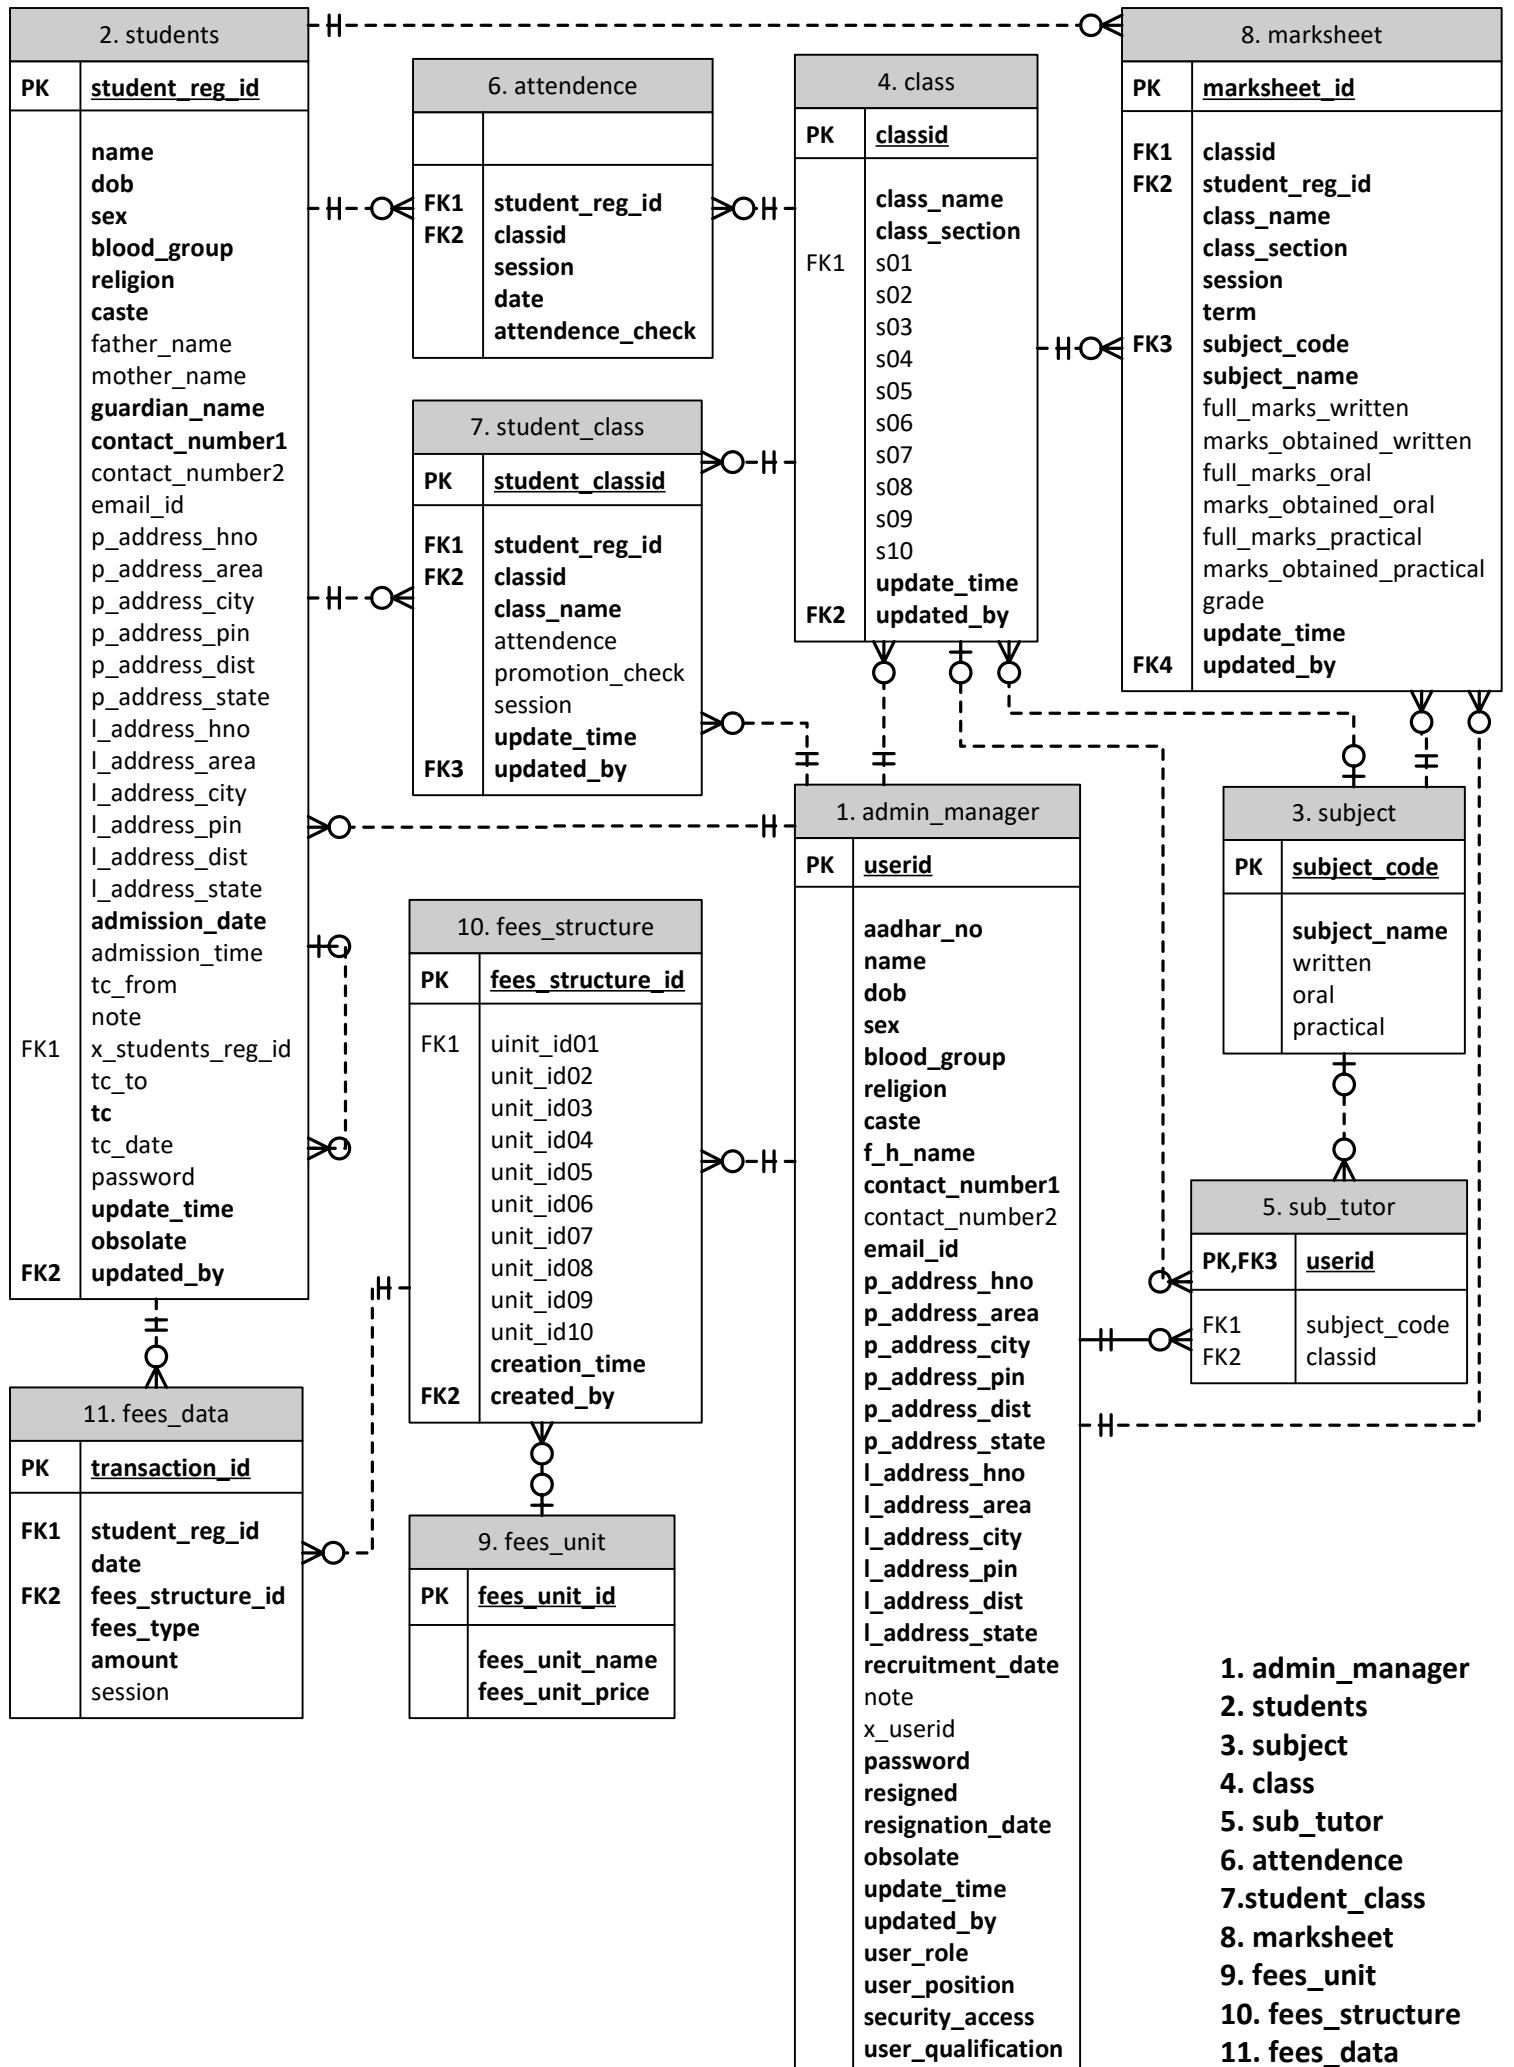 2. students
PK student_reg_id
name
dob
sex
blood_group
religion
caste
father_name
mother_name
guardian_name
contact_number1
contact_number2
email_id
p_address_hno
p_address_area
p_address_city
p_address_pin
p_address_dist
p_address_state
l_address_hno
l_address_area
l_address_city
l_address_pin
l_address_dist
l_address_state
admission_date
admission_time
tc_from
note
FK1 x_students_reg_id
tc_to
tc
tc_date
password
update_time
obsolate
FK2 updated_by
6. attendence
FK1 student_reg_id
FK2 classid
session
date
attendence_check
4. class
PK classid
class_name
class_section
FK1 s01
s02
s03
s04
s05
s06
s07
s08
s09
s10
update_time
FK2 updated_by
8. marksheet
PK marksheet_id
FK1 classid
FK2 student_reg_id
class_name
class_section
session
term
FK3 subject_code
subject_name
full_marks_written
marks_obtained_written
full_marks_oral
marks_obtained_oral
full_marks_practical
marks_obtained_practical
grade
update_time
FK4 updated_by
7. student_class
PK student_classid
FK1 student_reg_id
FK2 classid
class_name
attendence
promotion_check
session
update_time
FK3 updated_by
1. admin_manager
PK userid
aadhar_no
name
dob
sex
blood_group
religion
caste
f_h_name
contact_number1
contact_number2
email_id
p_address_hno
p_address_area
p_address_city
p_address_pin
p_address_dist
p_address_state
l_address_hno
l_address_area
l_address_city
l_address_pin
l_address_dist
l_address_state
recruitment_date
note
x_userid
password
resigned
resignation_date
obsolate
update_time
updated_by
user_role
user_position
security_access
user_qualification
3. subject
PK subject_code
subject_name
written
oral
practical
10. fees_structure
PK fees_structure_id
FK1 uinit_id01
unit_id02
unit_id03
unit_id04
unit_id05
unit_id06
unit_id07
unit_id08
unit_id09
unit_id10
creation_time
FK2 created_by
5. sub_tutor
PK,FK3 userid
FK1 subject_code
FK2 classid
11. fees_data
PK transaction_id
FK1 student_reg_id
date
FK2 fees_structure_id
fees_type
amount
session
9. fees_unit
PK fees_unit_id
fees_unit_name
fees_unit_price
1. admin_manager
2. students
3. subject
4. class
5. sub_tutor
6. attendence
7.student_class
8. marksheet
9. fees_unit
10. fees_structure
11. fees_data